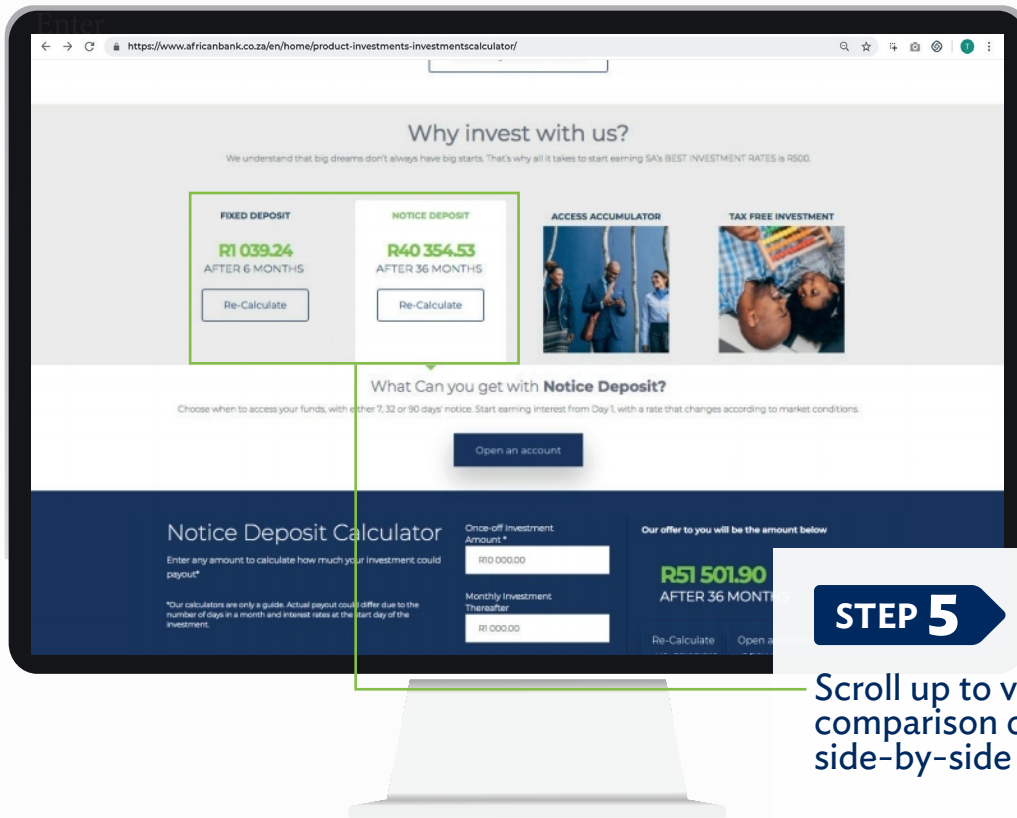 Enter
https://www.africanbank.co.za/en/home/product-investments-investmentscalculator/
T
Why invest with us?
We understand that big dreams don't always have big starts. That's why all it takes to start earning SA's BEST INVESTMENT RATES is R500.
FIXED DEPOSIT
R1 039.24
AFTER 6 MONTHS
Re-Calculate
NOTICE DEPOSIT
R40 354.53
AFTER 36 MONTHS
Re-Calculate
ACCESS ACCUMULATOR
TAX FREE INVESTMENT
What Can you get with Notice Deposit?
Choose when to access your funds, with either 7, 32 or 90 days' notice. Start earning interest from Day 1, with a rate that changes according to market conditions.
Open an account
Notice Deposit Calculator
Enter any amount to calculate how much your investment could
payout*
*Our calculators are only a guide. Actual payout could differ due to the
number of days in a month and interest rates at the start day of the
investment.
Once-off Investment
Amount *
R10 000.00
Monthly Investment
Thereafter
R1 000.00
Our offer to you will be the amount below
R51 501.90
AFTER 36 MONTHS
Re-Calculate
Open a
STEP 5
Scroll up to v
comparison
side-by-side